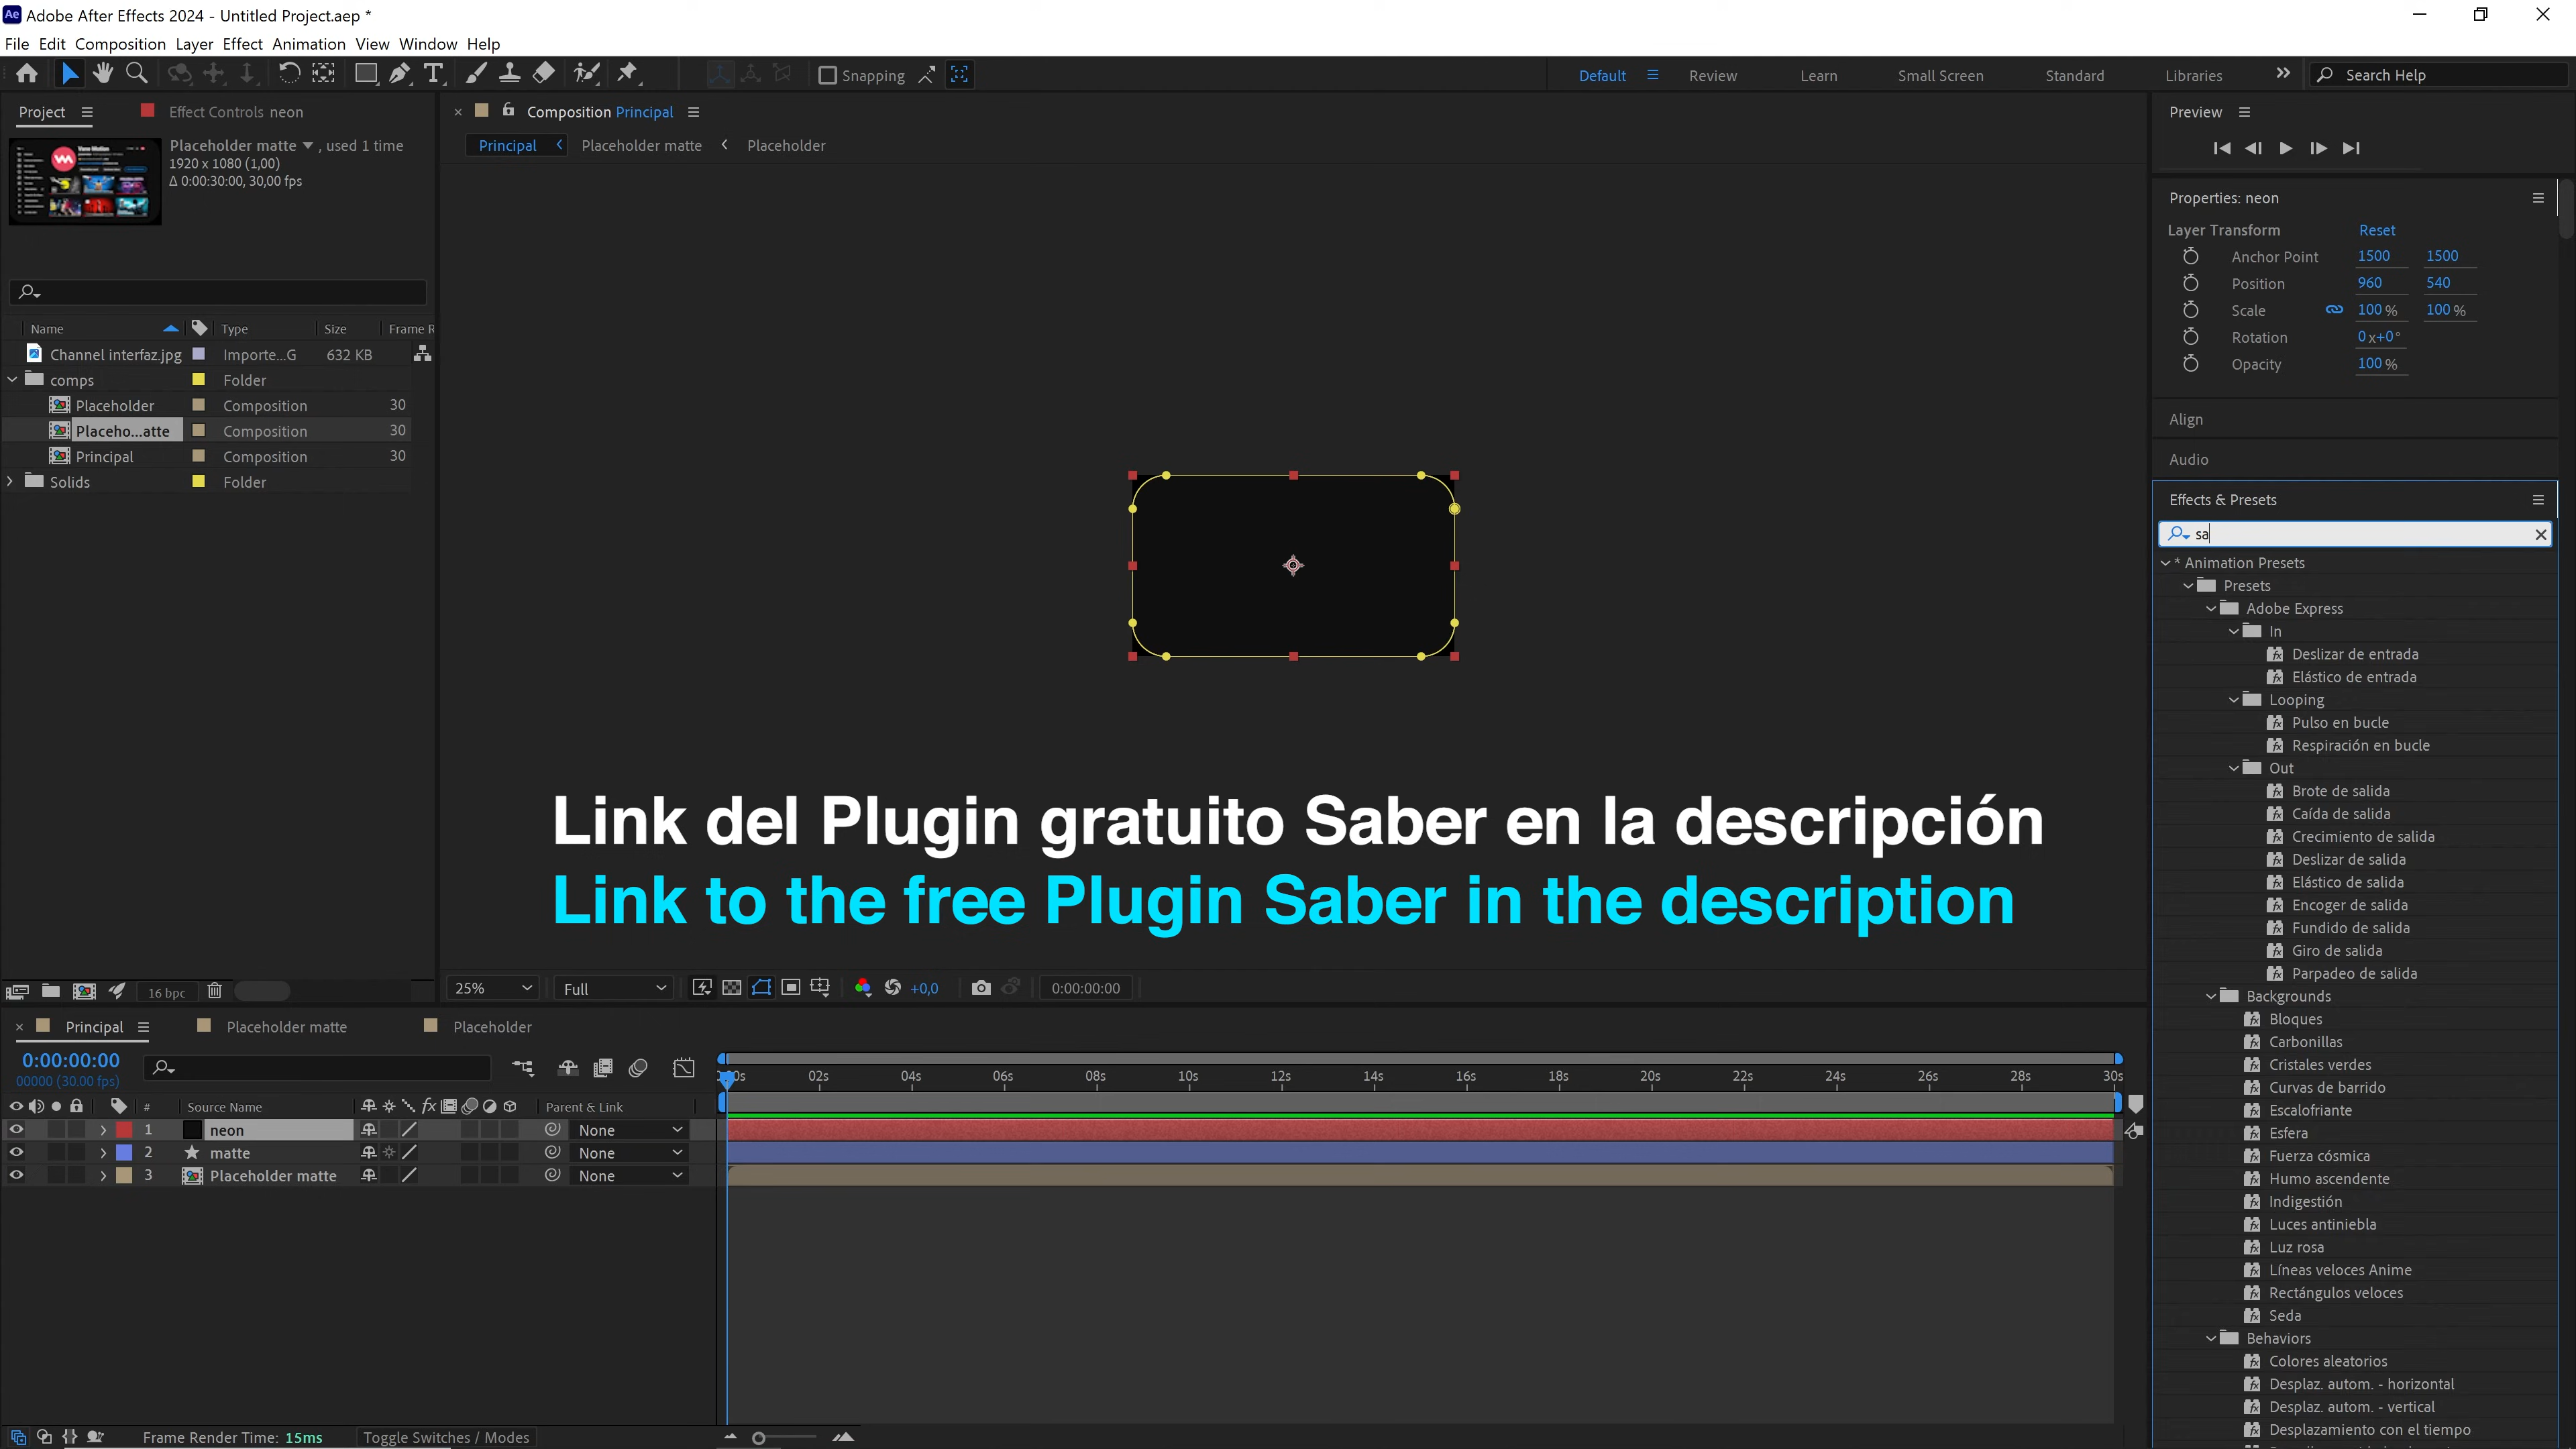 Adobe After Effects 2024 - Untitled Project.aep *
File Edit Composition Layer Effect Animation View Window Help
Snapping
Default Review Learn Small Screen Standard Libraries Search Help
Project Effect Controls neon
Placeholder matte , used 1 time
1920 x 1080 (1,00)
Δ 0:00:30:00, 30,00 fps
Name Type Size Frame R
Channel interfaz.jpg Importe...G 632 KB
comps Folder
Placeholder Composition 30
Placeho...atte Composition 30
Principal Composition 30
Solids Folder
16 bpc
Composition Principal
Principal Placeholder matte Placeholder
Link del Plugin gratuito Saber en la descripción
Link to the free Plugin Saber in the description
25% Full +0,0 0:00:00:00
Preview
Properties: neon
Layer Transform Reset
Anchor Point 1500 1500
Position 960 540
Scale 100 % 100 %
Rotation 0x+0°
Opacity 100 %
Align
Audio
Effects & Presets
sa
* Animation Presets
Presets
Adobe Express
In
Deslizar de entrada
Elástico de entrada
Looping
Pulso en bucle
Respiración en bucle
Out
Brote de salida
Caída de salida
Crecimiento de salida
Deslizar de salida
Elástico de salida
Encoger de salida
Fundido de salida
Giro de salida
Parpadeo de salida
Backgrounds
Bloques
Carbonillas
Cristales verdes
Curvas de barrido
Escalofriante
Esfera
Fuerza cósmica
Humo ascendente
Indigestión
Luces antiniebla
Luz rosa
Líneas veloces Anime
Rectángulos veloces
Seda
Behaviors
Colores aleatorios
Desplaz. autom. - horizontal
Desplaz. autom. - vertical
Desplazamiento con el tiempo
Principal Placeholder matte Placeholder
0:00:00:00
00000 (30.00 fps)
02s 04s 06s 08s 10s 12s 14s 16s 18s 20s 22s 24s 26s 28s 30s
# Source Name Parent & Link
1 neon None
2 matte None
3 Placeholder matte None
Frame Render Time: 15ms Toggle Switches / Modes